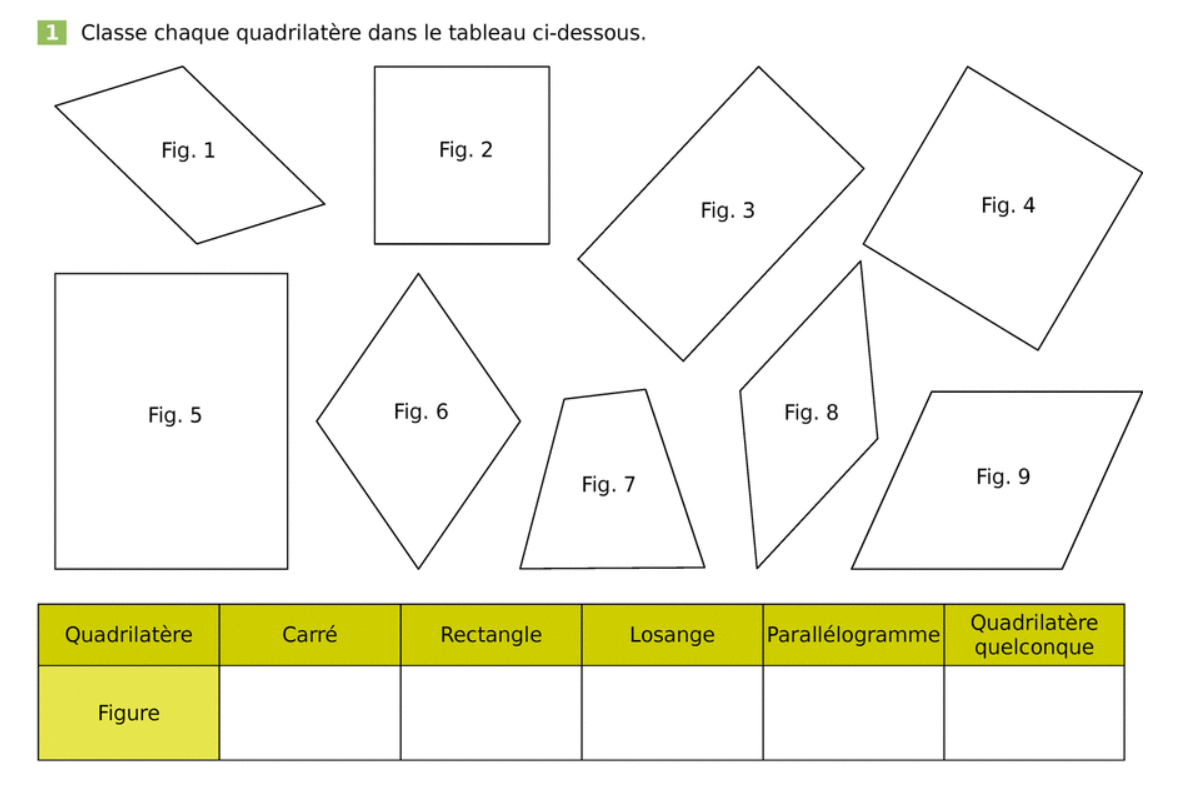 1 Classe chaque quadrilatère dans le tableau ci-dessous.
Fig. 1
Fig. 2
Fig. 3
Fig. 4
Fig. 5
Fig. 6
Fig. 7
Fig. 8
Fig. 9
Quadrilatère Carré Rectangle Losange Parallélogramme Quadrilatère
quelconque
Figure